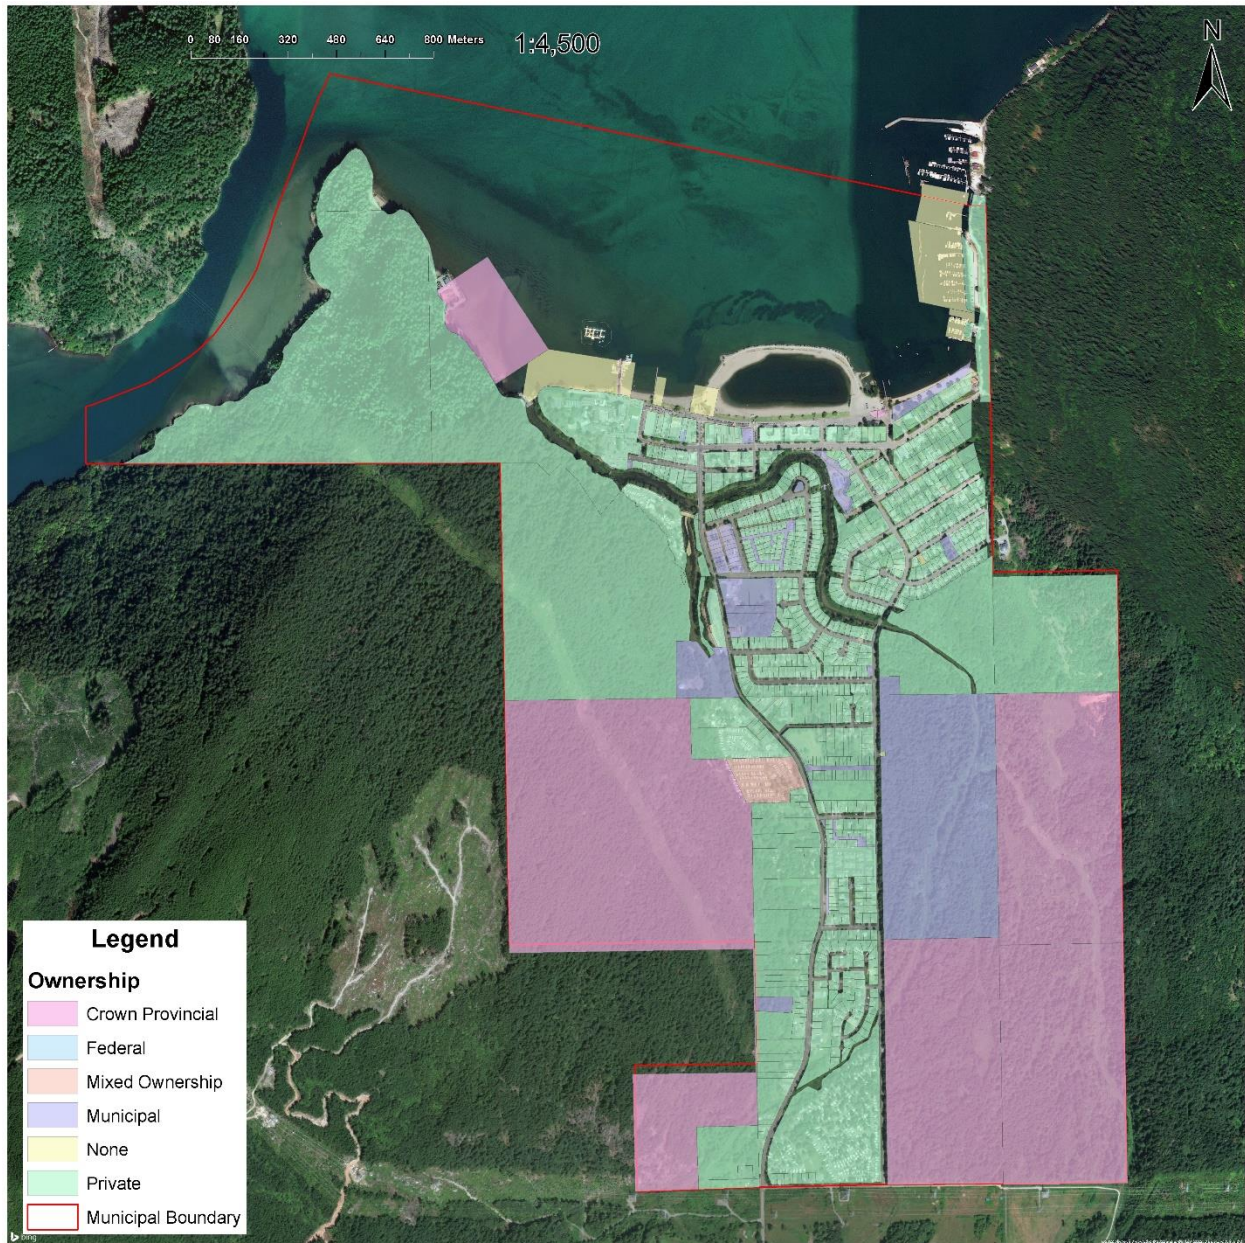 0 80 160 320 480 640 800 Meters
1:4,500
N
Legend
Ownership
Crown Provincial
Federal
Mixed Ownership
Municipal
None
Private
Municipal Boundary
bing